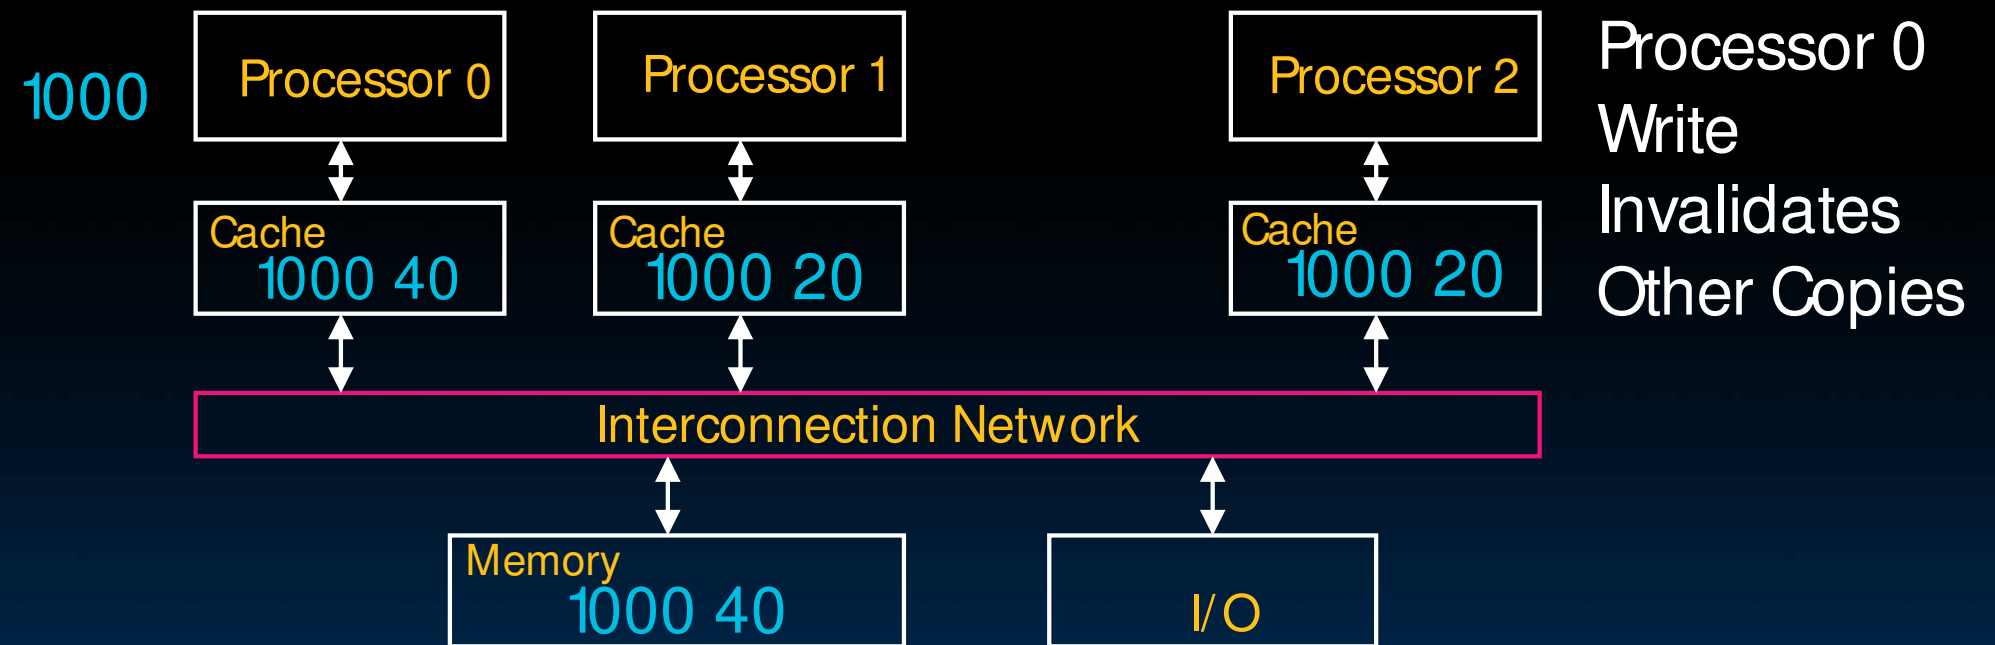 1000
Processor 0
Processor 1
Processor 2
Processor 0
Write
Invalidates
Other Copies
Cache
1000 40
Cache
1000 20
Cache
1000 20
Interconnection Network
Memory
1000 40
I/O